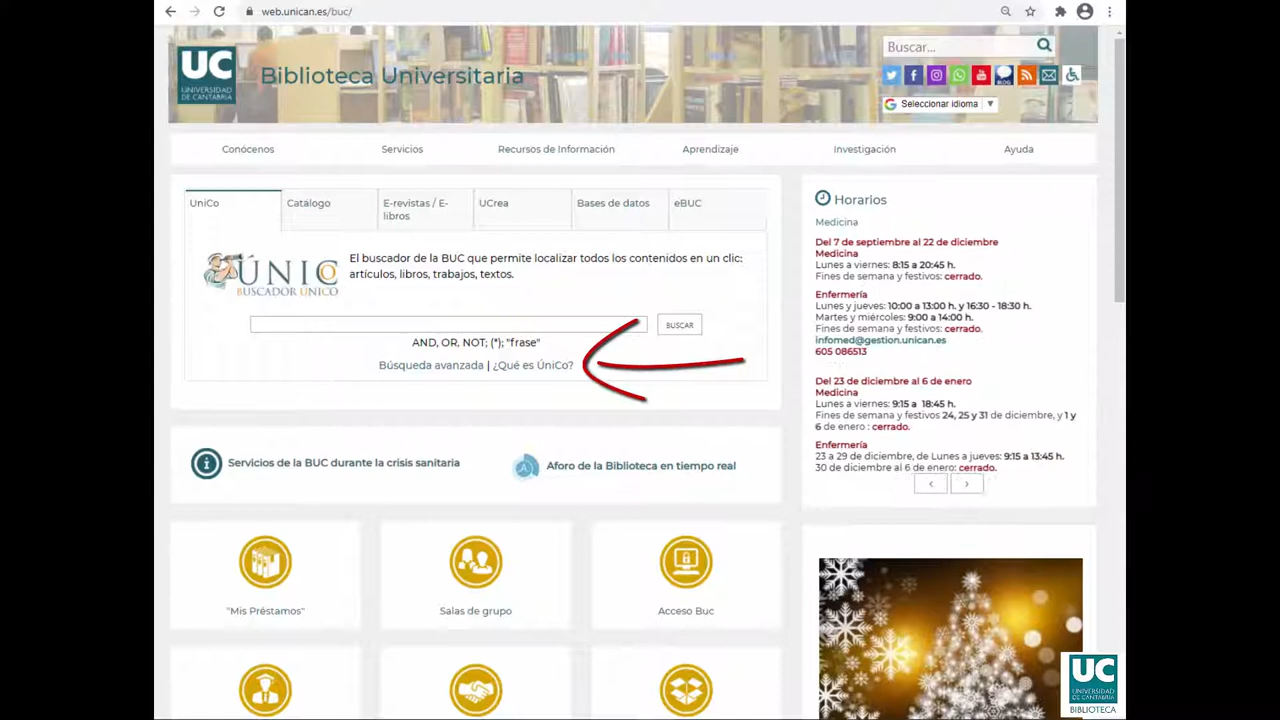 web.unican.es/buc/
UC
UNIVERSIDAD
DE CANTABRIA
Biblioteca Universitaria
Buscar...
BLOG
Seleccionar idioma
Conócenos
Servicios
Recursos de Información
Aprendizaje
Investigación
Ayuda
UniCo
Catálogo
E-revistas / E-
libros
UCrea
Bases de datos
eBUC
ÚNICO
BUSCADOR ÚNICO
El buscador de la BUC que permite localizar todos los contenidos en un clic:
artículos, libros, trabajos, textos.
BUSCAR
AND, OR, NOT; (*); "frase"
Búsqueda avanzada | ¿Qué es ÚniCo?
Servicios de la BUC durante la crisis sanitaria
Aforo de la Biblioteca en tiempo real
"Mis Préstamos"
Salas de grupo
Acceso Buc
Horarios
Medicina
Del 7 de septiembre al 22 de diciembre
Medicina
Lunes a viernes: 8:15 a 20:45 h.
Fines de semana y festivos: cerrado.
Enfermería
Lunes y jueves: 10:00 a 13:00 h. y 16:30 - 18:30 h.
Martes y miércoles: 9:00 a 14:00 h.
Fines de semana y festivos: cerrado.
infomed@gestion.unican.es
605 086513
Del 23 de diciembre al 6 de enero
Medicina
Lunes a viernes: 9:15 a 18:45 h.
Fines de semana y festivos 24, 25 y 31 de diciembre, y 1 y
6 de enero : cerrado.
Enfermería
23 a 29 de diciembre, de Lunes a jueves: 9:15 a 13:45 h.
30 de diciembre al 6 de enero: cerrado.
UC
UNIVERSIDAD
DE CANTABRIA
BIBLIOTECA